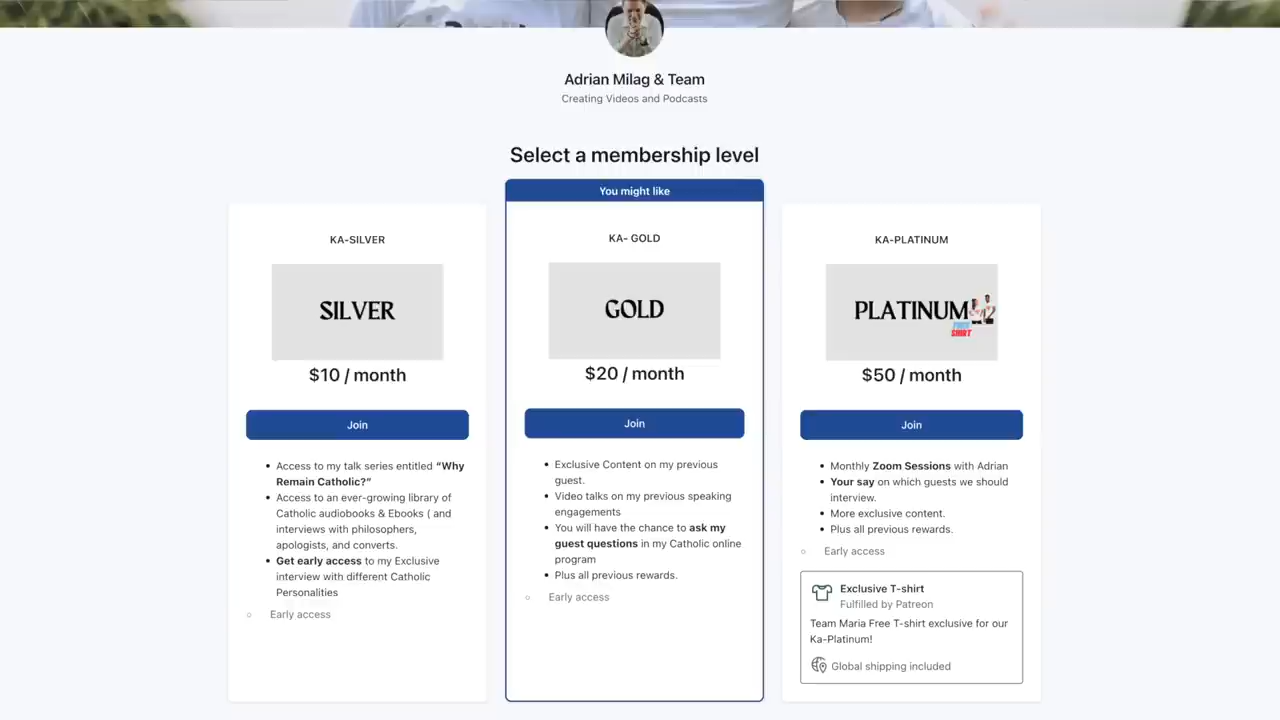 Adrian Milag & Team
Creating Videos and Podcasts
Select a membership level
You might like
KA-SILVER
SILVER
$10 / month
Join
• Access to my talk series entitled “Why
Remain Catholic?”
• Access to an ever-growing library of
Catholic audiobooks & Ebooks ( and
interviews with philosophers,
apologists, and converts.
• Get early access to my Exclusive
interview with different Catholic
Personalities
Early access
KA- GOLD
GOLD
$20 / month
Join
• Exclusive Content on my previous
guest.
• Video talks on my previous speaking
engagements
• You will have the chance to ask my
guest questions in my Catholic online
program
• Plus all previous rewards.
Early access
KA-PLATINUM
PLATINUM
SHIRT
$50 / month
Join
• Monthly Zoom Sessions with Adrian
• Your say on which guests we should
interview.
• More exclusive content.
• Plus all previous rewards.
Early access
Exclusive T-shirt
Fulfilled by Patreon
Team Maria Free T-shirt exclusive for our
Ka-Platinum!
Global shipping included